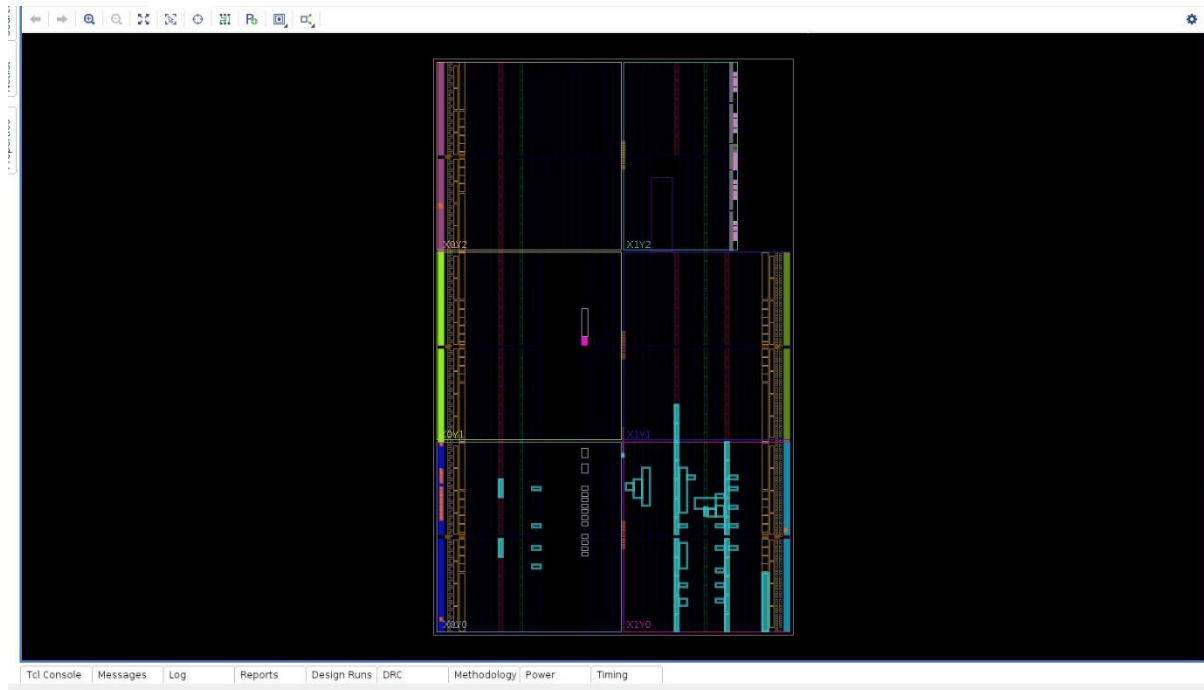 X0Y2 X1Y2
X0Y1 X1Y1
X0Y0 X1Y0
Tcl Console Messages Log Reports Design Runs DRC Methodology Power Timing